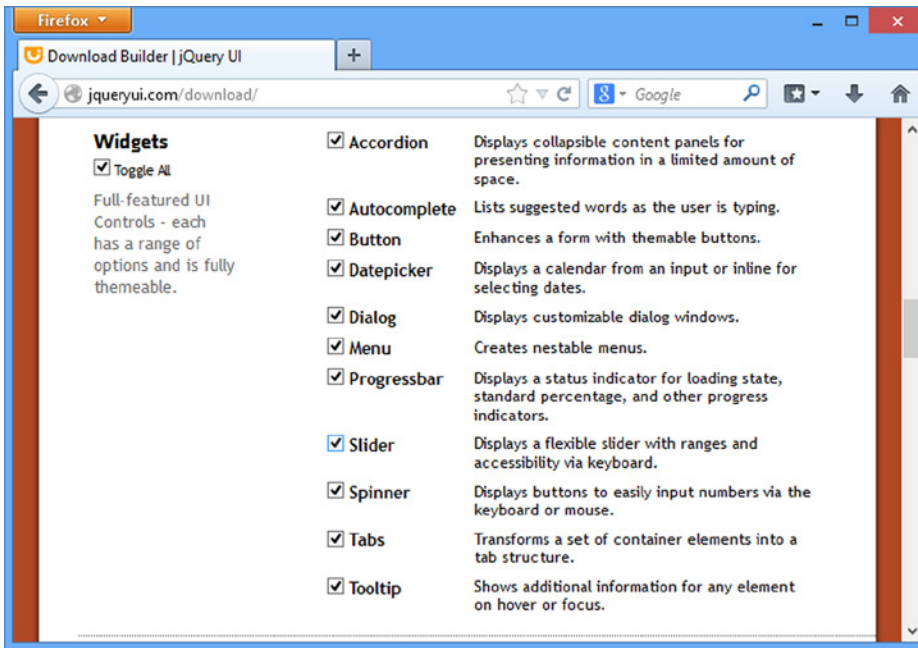 Firefox
Download Builder | jQuery UI
jqueryui.com/download/
Google
Widgets
Toggle All
Full-featured UI
Controls - each
has a range of
options and is fully
themeable.
Accordion
Displays collapsible content panels for
presenting information in a limited amount of
space.
Autocomplete
Lists suggested words as the user is typing.
Button
Enhances a form with themable buttons.
Datepicker
Displays a calendar from an input or inline for
selecting dates.
Dialog
Displays customizable dialog windows.
Menu
Creates nestable menus.
Progressbar
Displays a status indicator for loading state,
standard percentage, and other progress
indicators.
Slider
Displays a flexible slider with ranges and
accessibility via keyboard.
Spinner
Displays buttons to easily input numbers via the
keyboard or mouse.
Tabs
Transforms a set of container elements into a
tab structure.
Tooltip
Shows additional information for any element
on hover or focus.